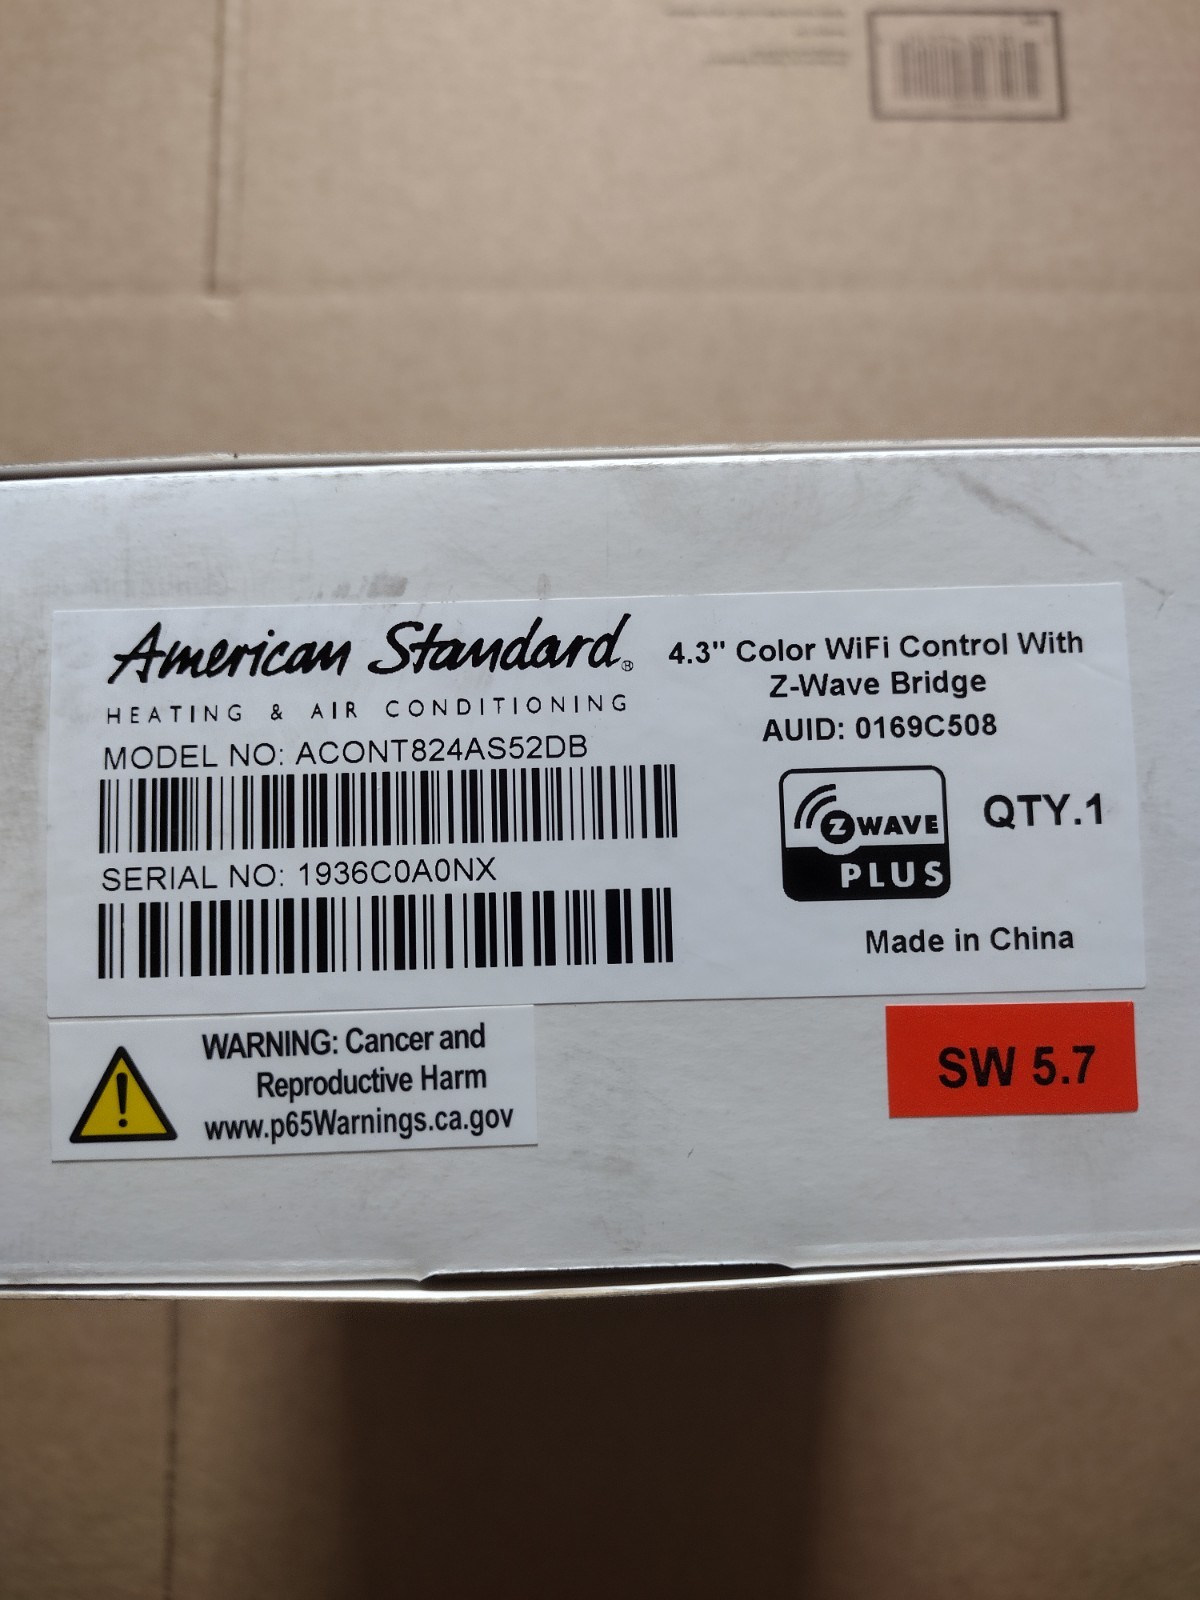 American Standard®
HEATING & AIR CONDITIONING
MODEL NO: ACONT824AS52DB
SERIAL NO: 1936C0A0NX
4.3" Color WiFi Control With
Z-Wave Bridge
AUID: 0169C508
Z WAVE
PLUS
QTY.1
Made in China
WARNING: Cancer and
Reproductive Harm
www.p65Warnings.ca.gov
SW 5.7